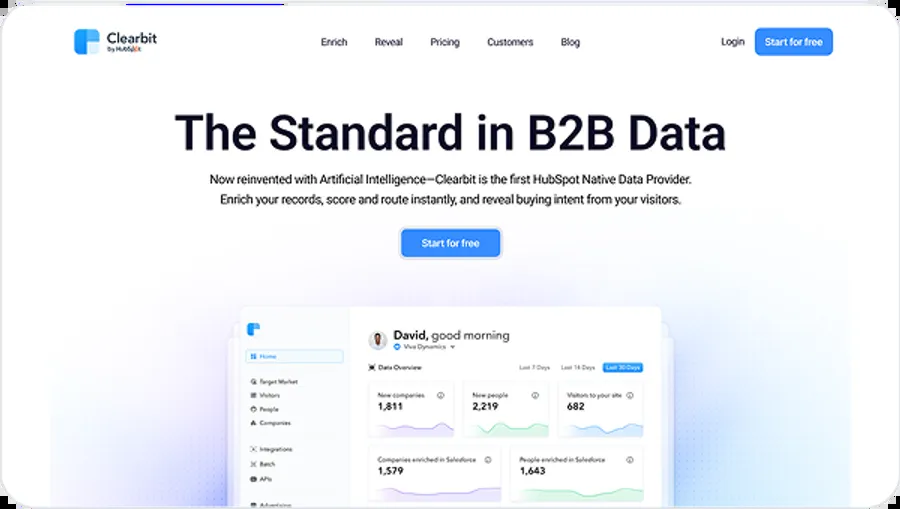 Clearbit
by HubSpot
Enrich Reveal Pricing Customers Blog
Login Start for free
The Standard in B2B Data
Now reinvented with Artificial Intelligence—Clearbit is the first HubSpot Native Data Provider.
Enrich your records, score and route instantly, and reveal buying intent from your visitors.
Start for free
David, good morning
Viva Dynamics
Home
Data Overview Last 7 Days Last 14 Days Last 30 Days
Target Market
Visitors
People
Companies
New companies
1,811
New people
2,219
Visitors to your site
682
Integrations
Batch
APIs
Companies enriched in Salesforce
1,579
People enriched in Salesforce
1,643
Advertising